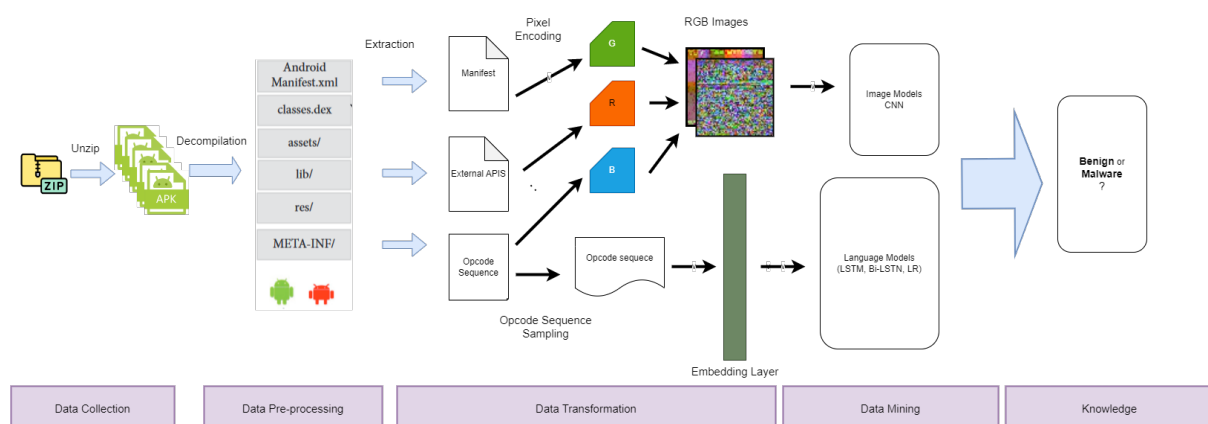 Unzip
ZIP
APK
Decompilation
Android
Manifest.xml
classes.dex
assets/
lib/
res/
META-INF/
Extraction
Manifest
External APIS
Opcode
Sequence
Pixel
Encoding
G
R
B
RGB Images
Opcode sequece
Opcode Sequence
Sampling
Embedding Layer
Image Models
CNN
Language Models
(LSTM, Bi-LSTN, LR)
Benign or
Malware
?
Data Collection
Data Pre-processing
Data Transformation
Data Mining
Knowledge